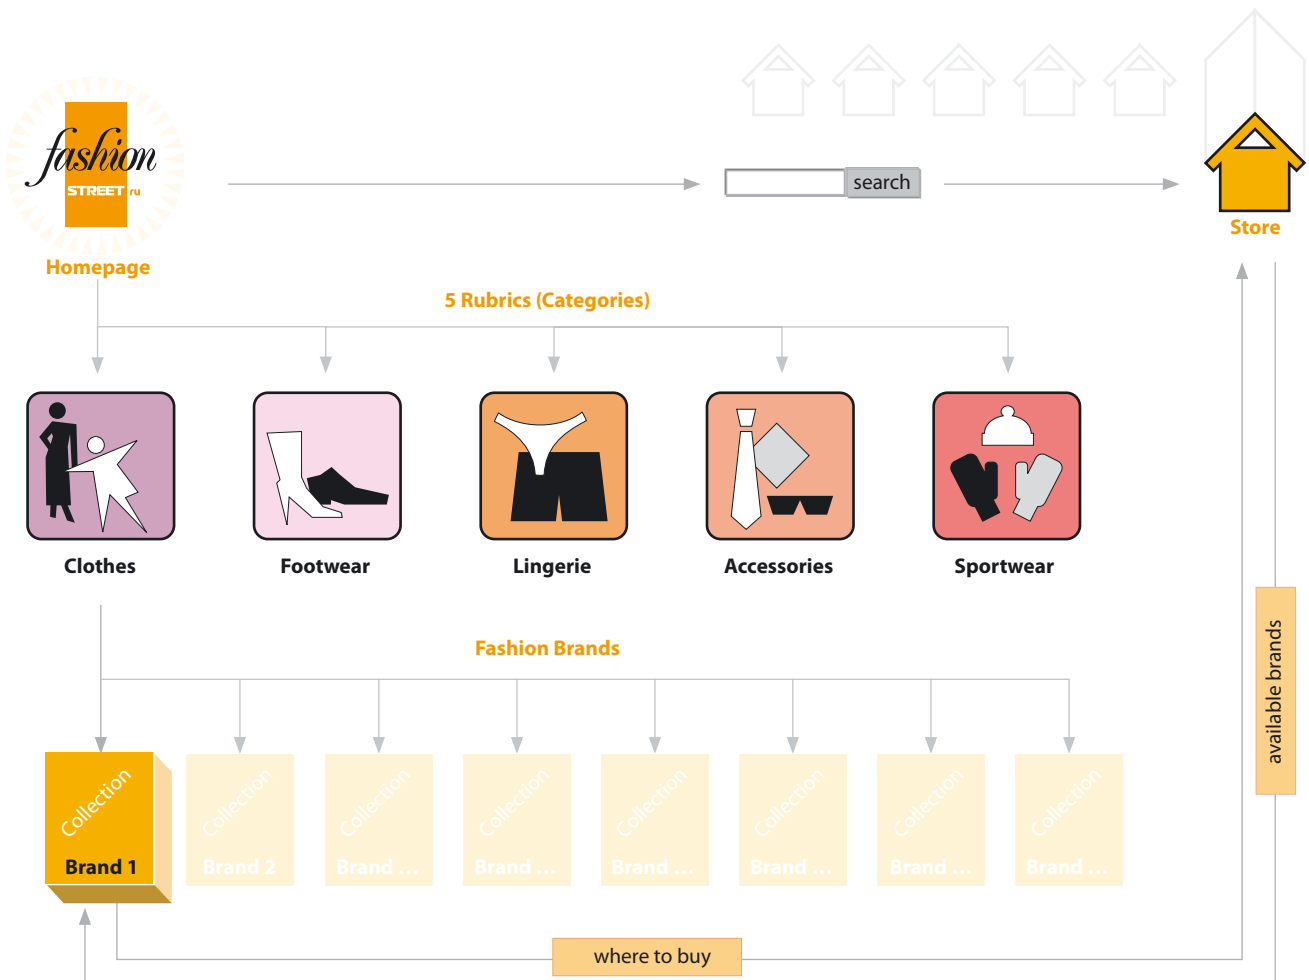 fashion
STREET ru
search
Store
Homepage
5 Rubrics (Categories)
Clothes
Footwear
Lingerie
Accessories
Sportwear
Fashion Brands
available brands
Collection
Brand 1
Collection
Brand 2
Collection
Brand ...
Collection
Brand ...
Collection
Brand ...
Collection
Brand ...
Collection
Brand ...
Collection
Brand ...
where to buy